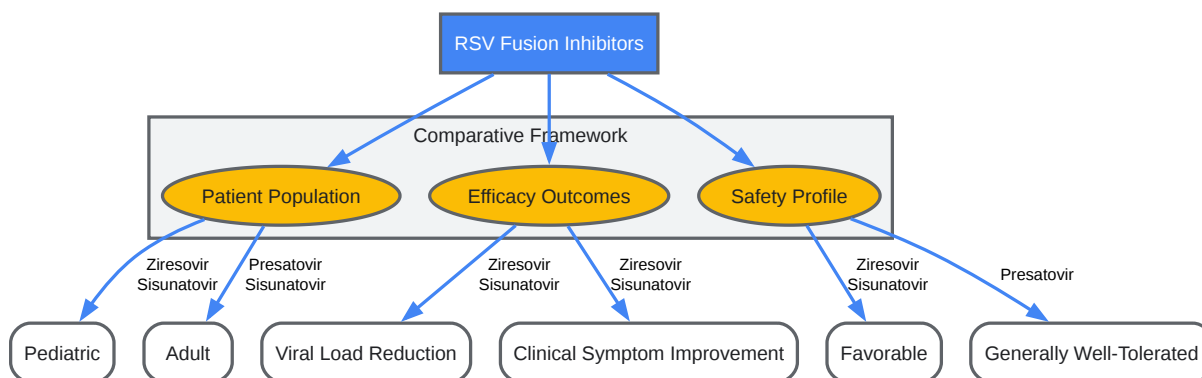 RSV Fusion Inhibitors
Comparative Framework
Patient Population
Efficacy Outcomes
Safety Profile
Ziresovir
Sisunatovir
Presatovir
Sisunatovir
Ziresovir
Sisunatovir
Ziresovir
Sisunatovir
Ziresovir
Sisunatovir
Presatovir
Pediatric
Adult
Viral Load Reduction
Clinical Symptom Improvement
Favorable
Generally Well-Tolerated